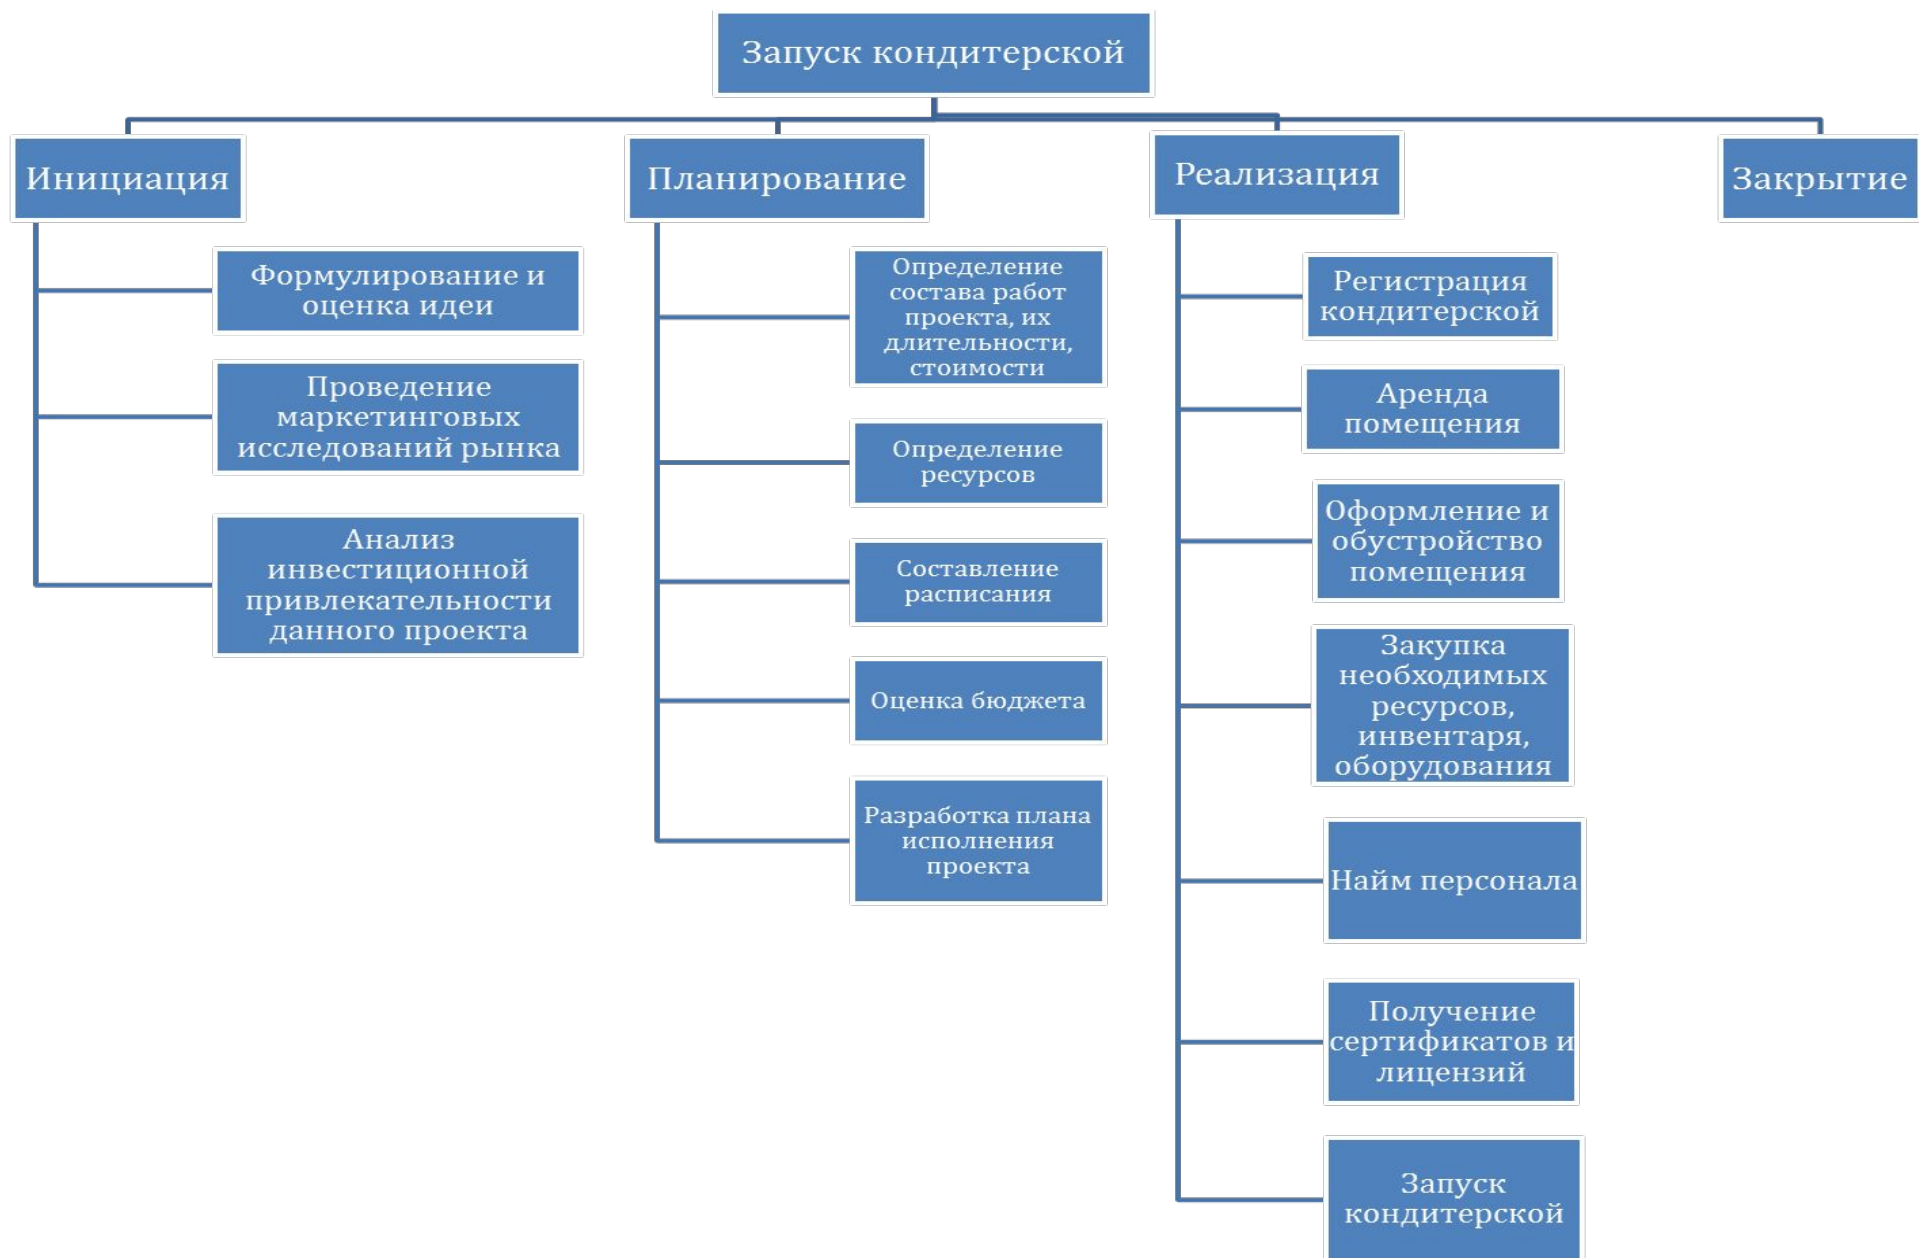 Запуск кондитерской
Инициация
Формулирование и
оценка идеи
Проведение
маркетинговых
исследований рынка
Анализ
инвестиционной
привлекательности
данного проекта
Планирование
Определение
состава работ
проекта, их
длительности,
стоимости
Определение
ресурсов
Составление
расписания
Оценка бюджета
Разработка плана
исполнения
проекта
Реализация
Регистрация
кондитерской
Аренда
помещения
Оформление и
обустройство
помещения
Закупка
необходимых
ресурсов,
инвентаря,
оборудования
Найм персонала
Получение
сертификатов и
лицензий
Запуск
кондитерской
Закрытие